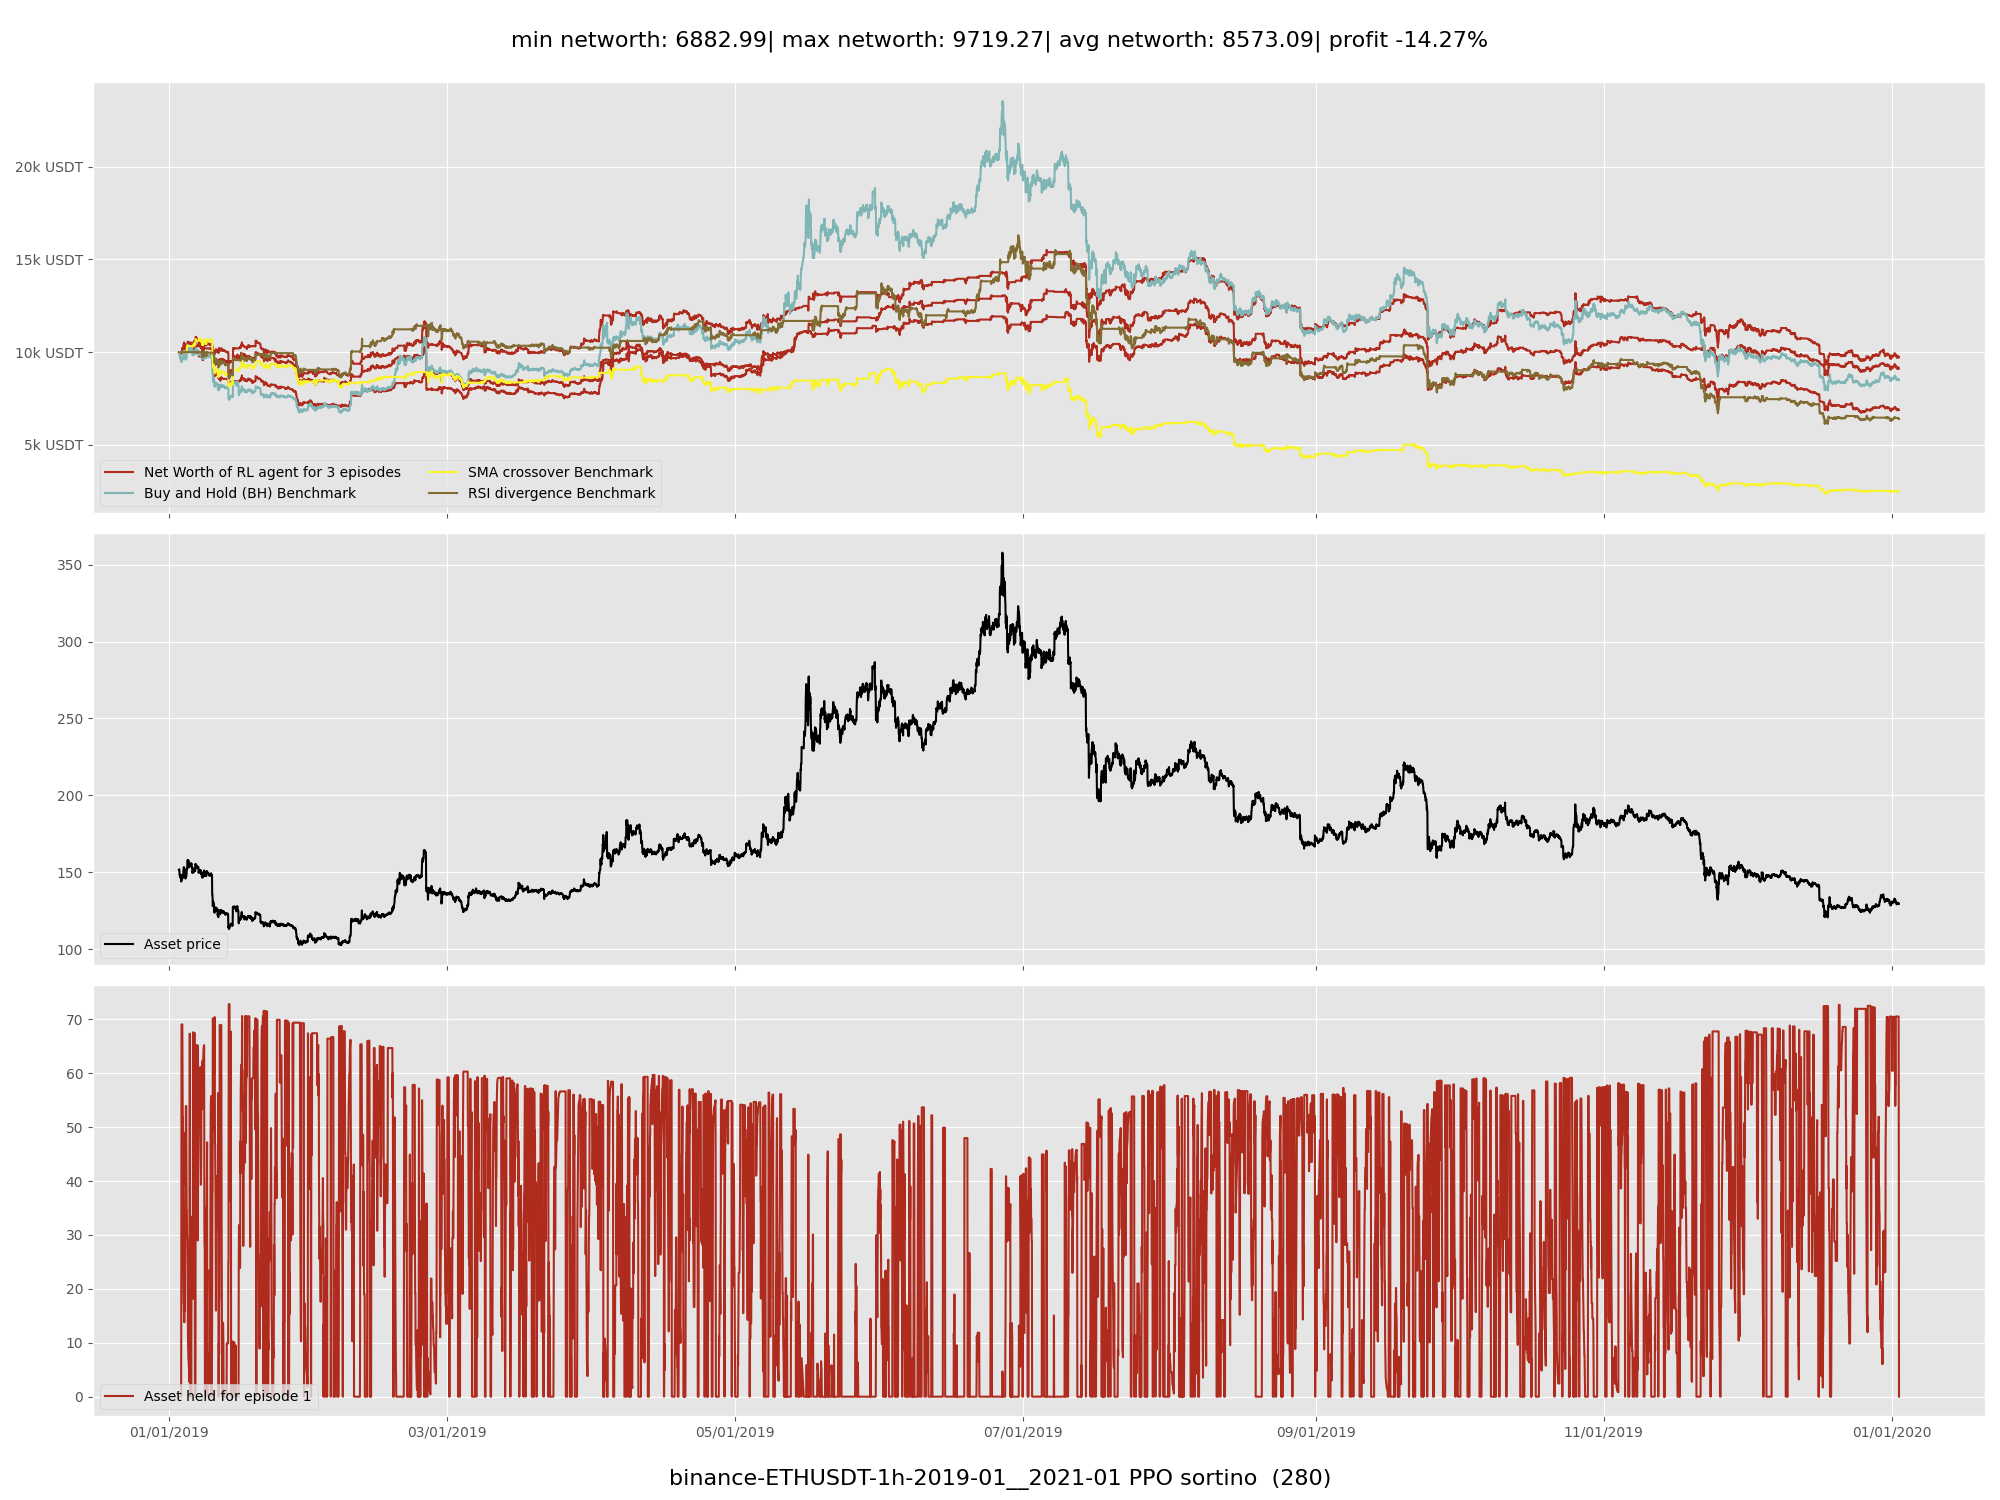 min networth: 6882.99| max networth: 9719.27| avg networth: 8573.09| profit -14.27%
20k USDT
15k USDT
10k USDT
5k USDT
Net Worth of RL agent for 3 episodes
Buy and Hold (BH) Benchmark
SMA crossover Benchmark
RSI divergence Benchmark
350
300
250
200
150
100
Asset price
70
60
50
40
30
20
10
0
Asset held for episode 1
01/01/2019 03/01/2019 05/01/2019 07/01/2019 09/01/2019 11/01/2019 01/01/2020
binance-ETHUSDT-1h-2019-01__2021-01 PPO sortino  (280)